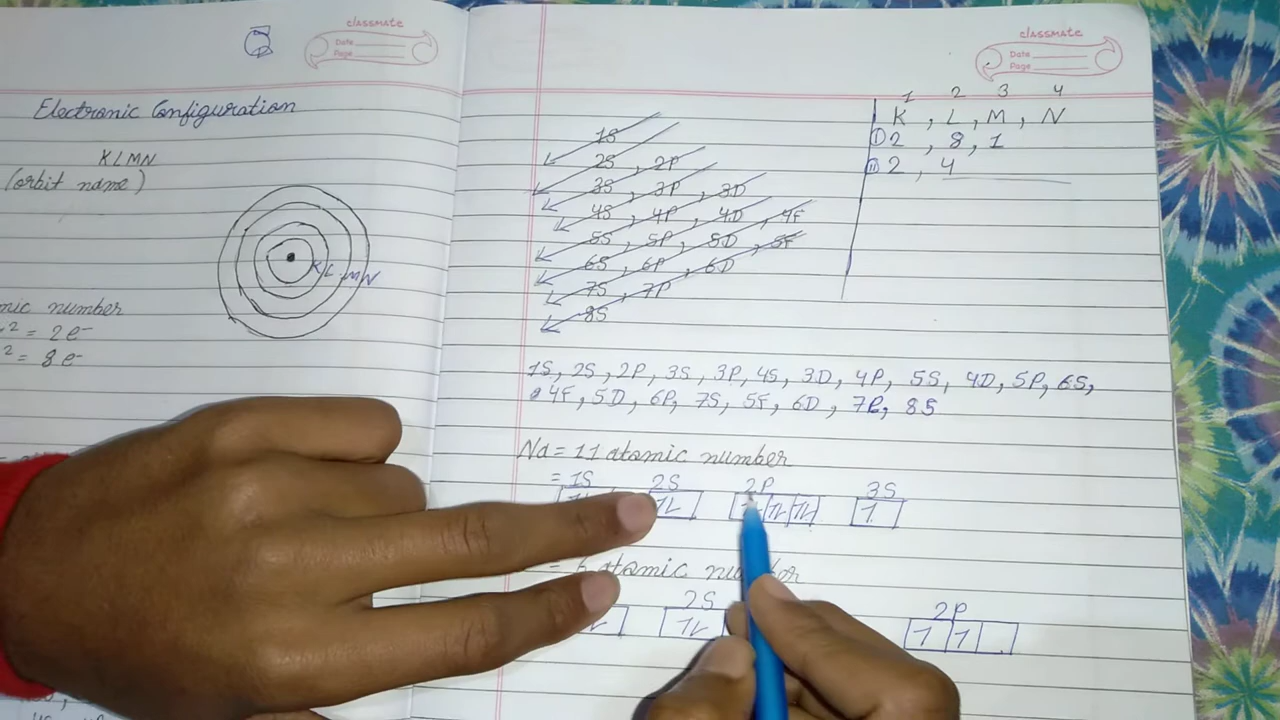 classmate
Date
Page
Electronic Configuration
KLMN
(orbit name)
K L M N
mic number
² = 2e⁻
² = 8e⁻
classmate
Date
Page
1 2 3 4
K, L, M, N
① 2, 8, 1
② 2, 4
1S
2S, 2P
3S, 3P, 3D
4S, 4P, 4D, 4F
5S, 5P, 5D, 5F
6S, 6P, 6D
7S, 7P
8S
1S, 2S, 2P, 3S, 3P, 4S, 3D, 4P, 5S, 4D, 5P, 6S,
4F, 5D, 6P, 7S, 5F, 6D, 7P, 8S
Na = 11 atomic number
= 1S 2S 2P 3S
= 6 atomic number
2S 2P